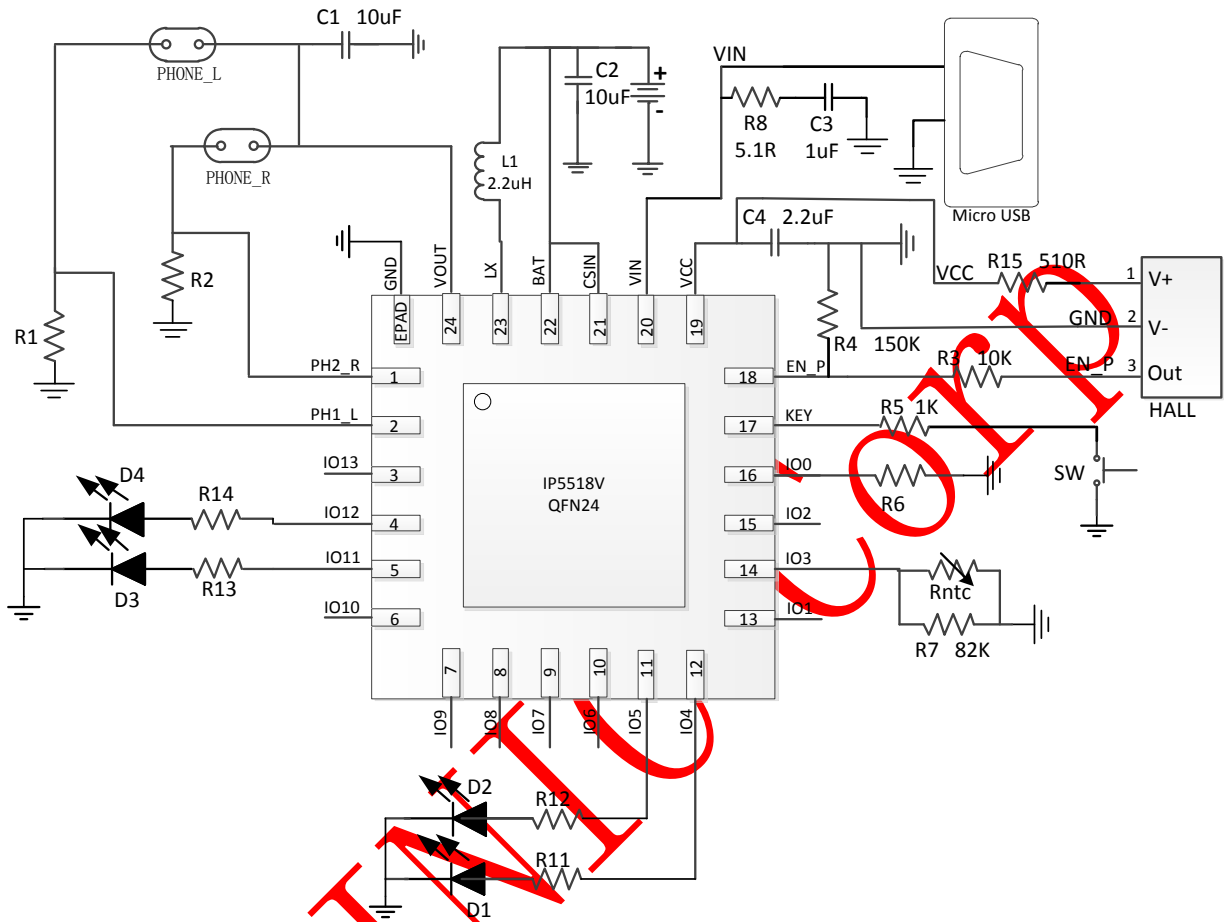 C1 10uF
PHONE_L
PHONE_R
C2
10uF
+
-
L1
2.2uH
VIN
R8
5.1R
C3
1uF
Micro USB
C4 2.2uF
VCC
R15 510R
1 V+
GND
2 V-
R4 150K
R3 10K
EN_P
3 Out
HALL
R1
R2
GND
VOUT
LX
BAT
CSIN
VIN
VCC
EPAD
24
23
22
21
20
19
PH2_R
1
PH1_L
2
IO13
3
IO12
4
IO11
5
IO10
6
IP5518V
QFN24
18
EN_P
17
KEY
16
IO0
15
IO2
14
IO3
13
IO1
R5 1K
SW
R6
Rntc
R7 82K
D4
R14
D3
R13
7
8
9
10
11
12
IO9
IO8
IO7
IO6
IO5
IO4
D2
R12
R11
D1
Corp